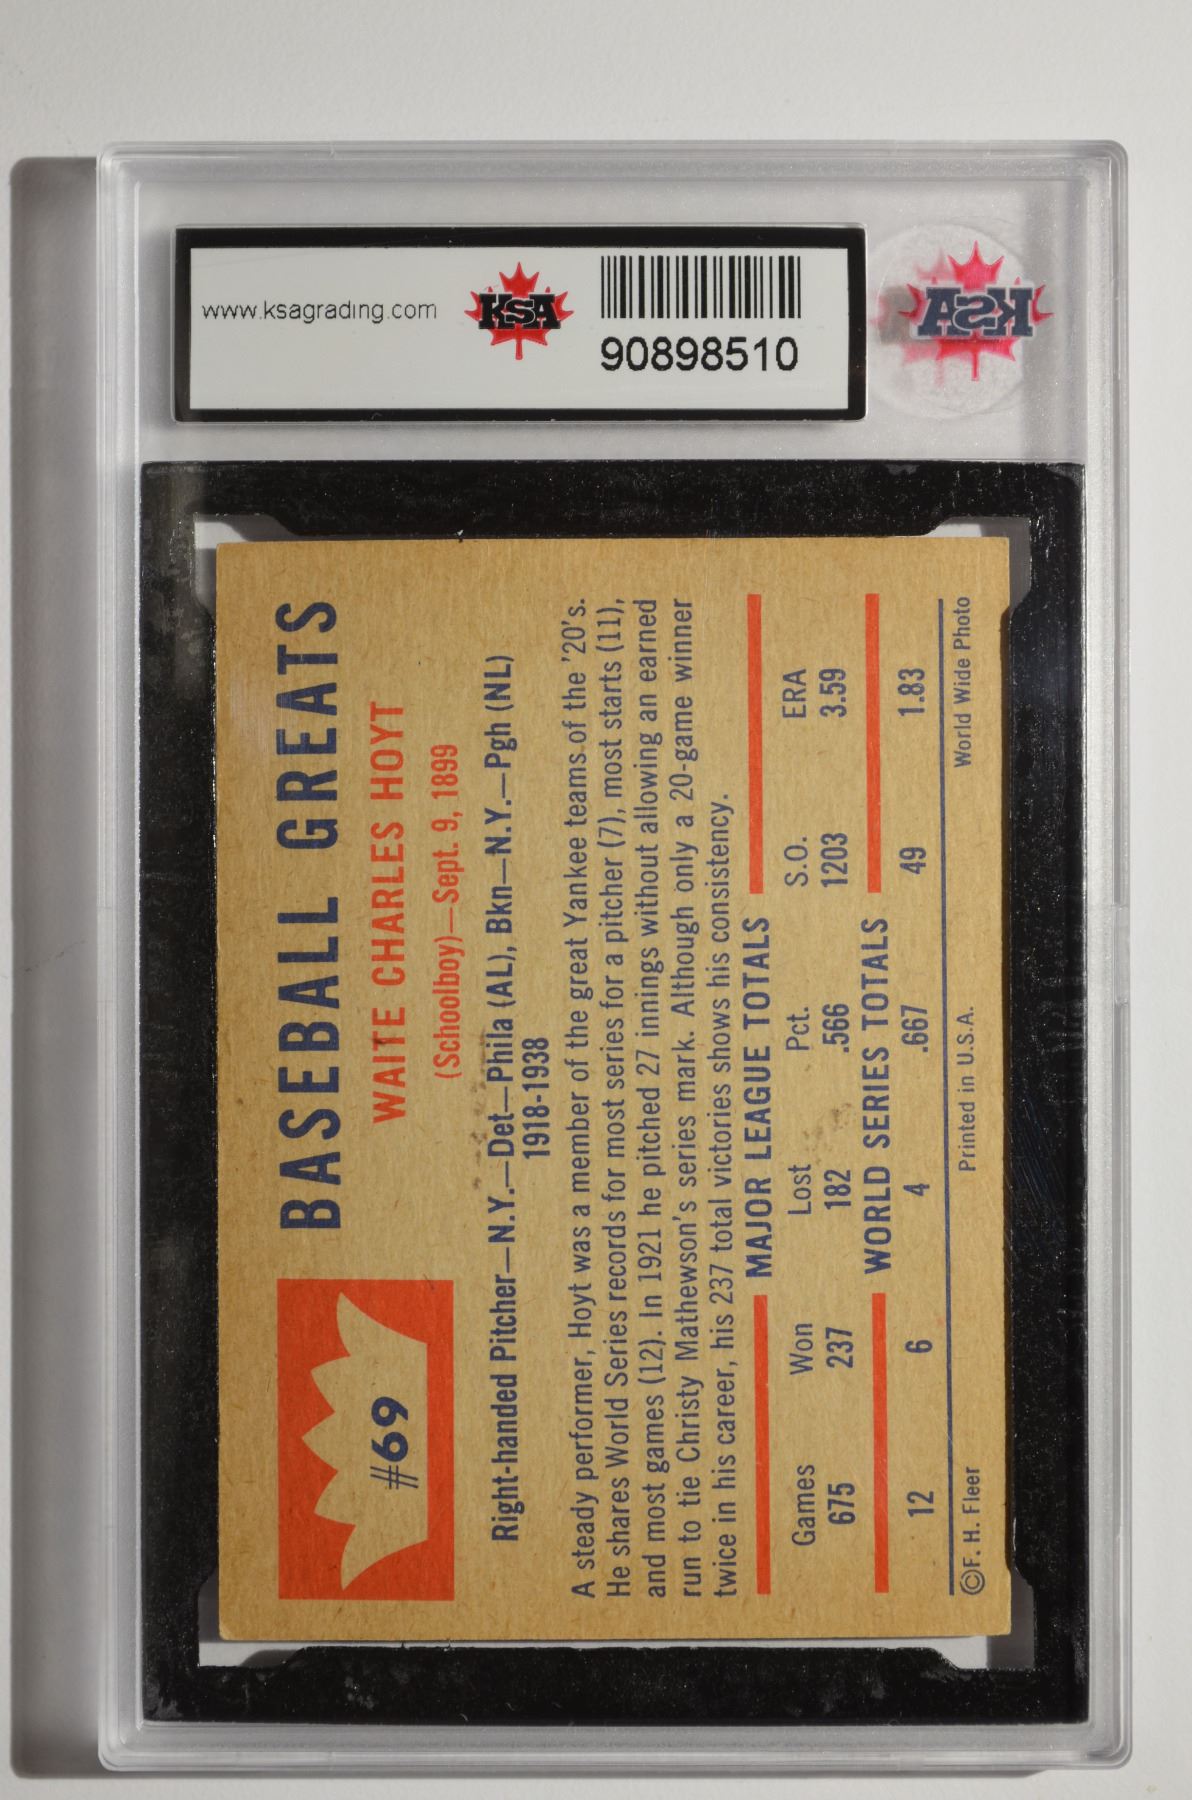 www.ksagrading.com
KSA
90898510
KSA
#69
BASEBALL GREATS
WAITE CHARLES HOYT
(Schoolboy)—Sept. 9, 1899
Right-handed Pitcher—N.Y.—Det—Phila (AL), Bkn—N.Y.—Pgh (NL)
1918-1938
A steady performer, Hoyt was a member of the great Yankee teams of the '20's.
He shares World Series records for most series for a pitcher (7), most starts (11),
and most games (12). In 1921 he pitched 27 innings without allowing an earned
run to tie Christy Mathewson's series mark. Although only a 20-game winner
twice in his career, his 237 total victories shows his consistency.
MAJOR LEAGUE TOTALS
Games Won Lost Pct. S.O. ERA
675 237 182 .566 1203 3.59
WORLD SERIES TOTALS
12 6 4 .667 49 1.83
©F. H. Fleer Printed in U.S.A. World Wide Photo